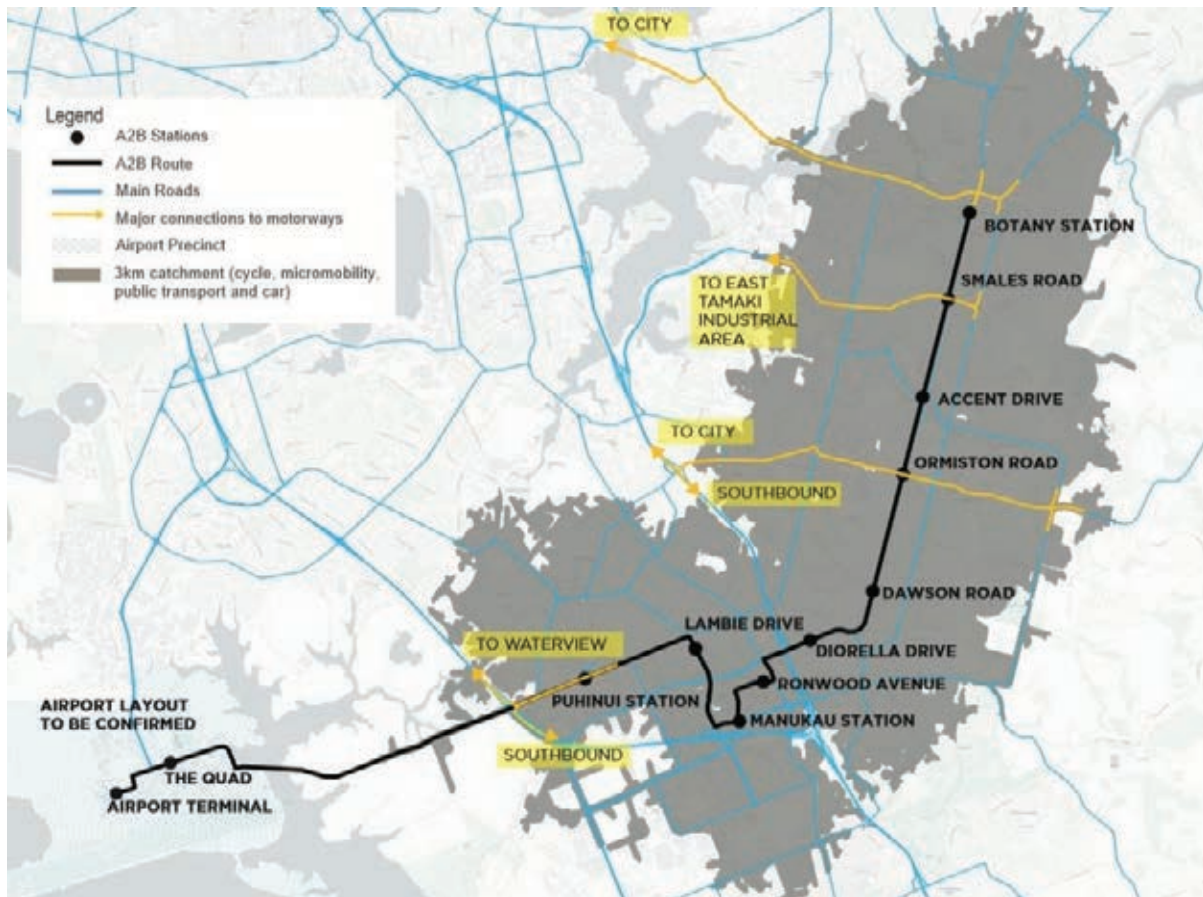 TO CITY
Legend
A2B Stations
A2B Route
Main Roads
Major connections to motorways
Airport Precinct
3km catchment (cycle, micromobility,
public transport and car)
BOTANY STATION
SMALES ROAD
TO EAST
TAMAKI
INDUSTRIAL
AREA
ACCENT DRIVE
TO CITY
ORMISTON ROAD
SOUTHBOUND
DAWSON ROAD
LAMBIE DRIVE
TO WATERVIEW
DIORELLA DRIVE
RONWOOD AVENUE
PUHINUI STATION
AIRPORT LAYOUT
TO BE CONFIRMED
MANUKAU STATION
SOUTHBOUND
THE QUAD
AIRPORT TERMINAL